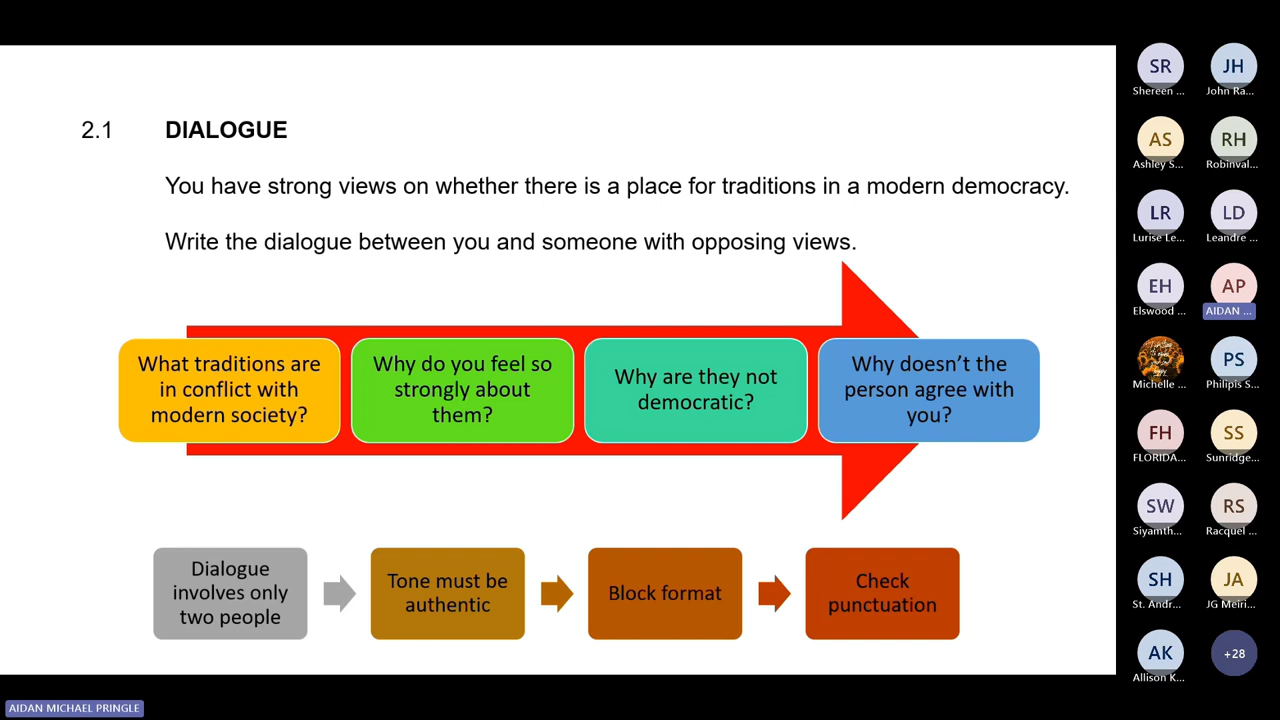 2.1 DIALOGUE
You have strong views on whether there is a place for traditions in a modern democracy.
Write the dialogue between you and someone with opposing views.
What traditions are
in conflict with
modern society?
Why do you feel so
strongly about
them?
Why are they not
democratic?
Why doesn't the
person agree with
you?
Dialogue
involves only
two people
Tone must be
authentic
Block format
Check
punctuation
SR
Shereen ...
JH
John Ra...
AS
Ashley S...
RH
Robinval...
LR
Lurise Le...
LD
Leandre ...
EH
Elswood ...
AP
AIDAN ...
Michelle ...
PS
Philipis S...
FH
FLORIDA...
SS
Sunridge...
SW
Siyamth...
RS
Racquel ...
SH
St. Andr...
JA
JG Meiri...
AK
Allison K...
+28
AIDAN MICHAEL PRINGLE